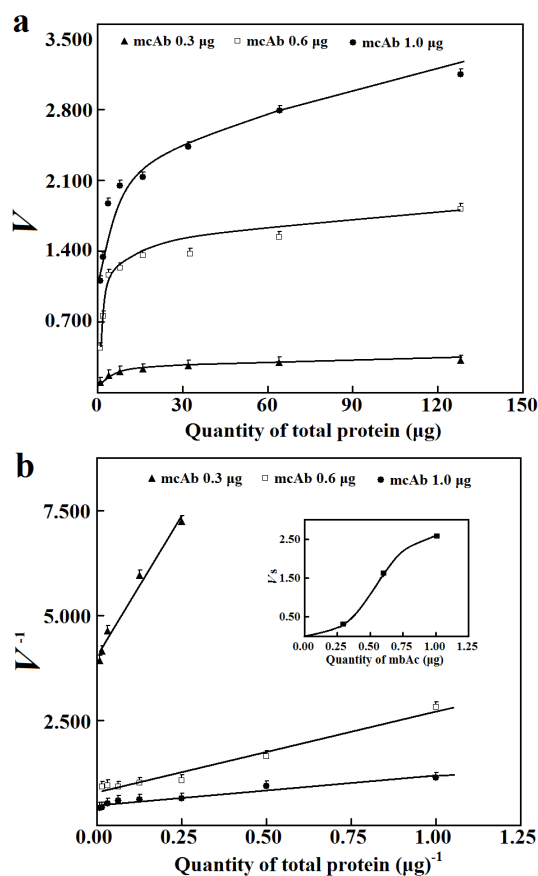 a
mcAb 0.3 µg mcAb 0.6 µg mcAb 1.0 µg
3.500
2.800
2.100
1.400
0.700
V
0 30 60 90 120 150
Quantity of total protein (µg)
b
mcAb 0.3 µg mcAb 0.6 µg mcAb 1.0 µg
7.500
5.000
2.500
V-1
2.50
1.50
0.50
Vs
0.00 0.25 0.50 0.75 1.00 1.25
Quantity of mbAc (µg)
0.00 0.25 0.50 0.75 1.00 1.25
Quantity of total protein (µg)-1